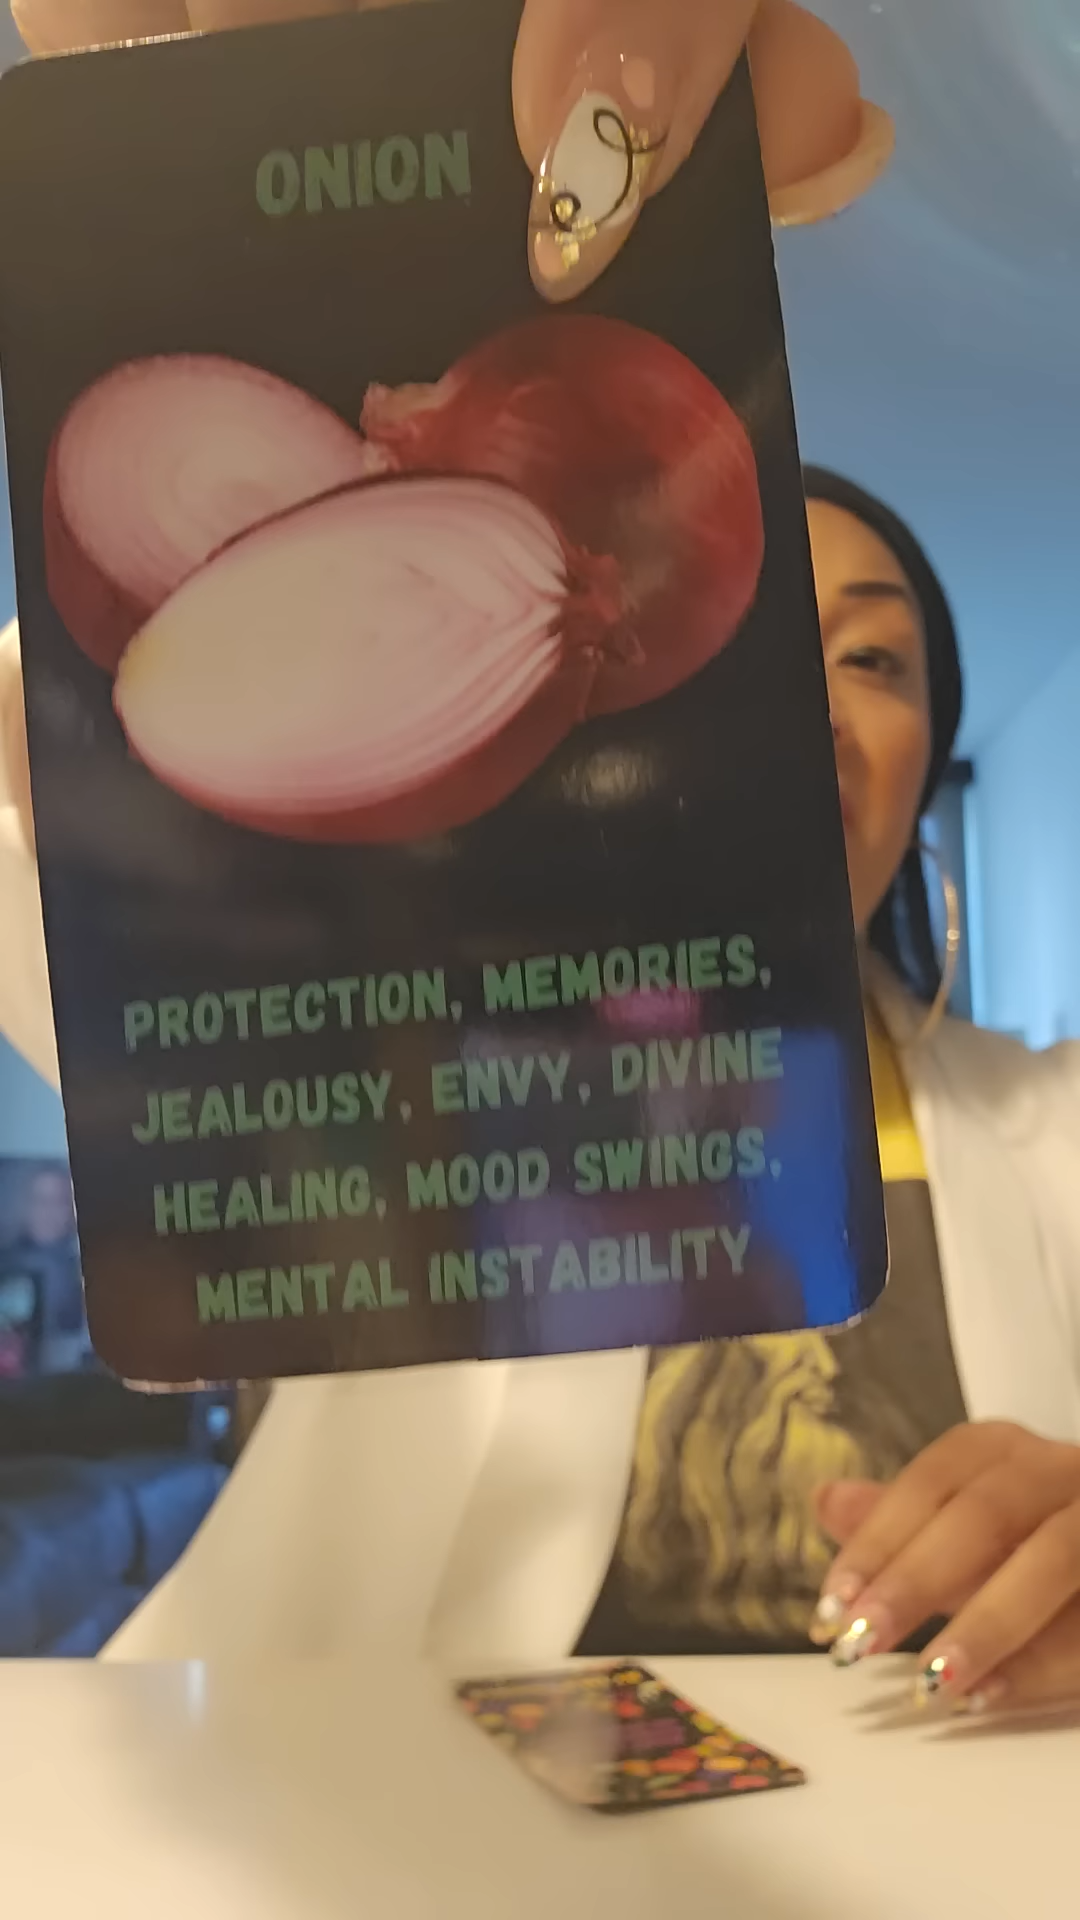 ONION
PROTECTION, MEMORIES,
JEALOUSY, ENVY, DIVINE
HEALING, MOOD SWINGS,
MENTAL INSTABILITY